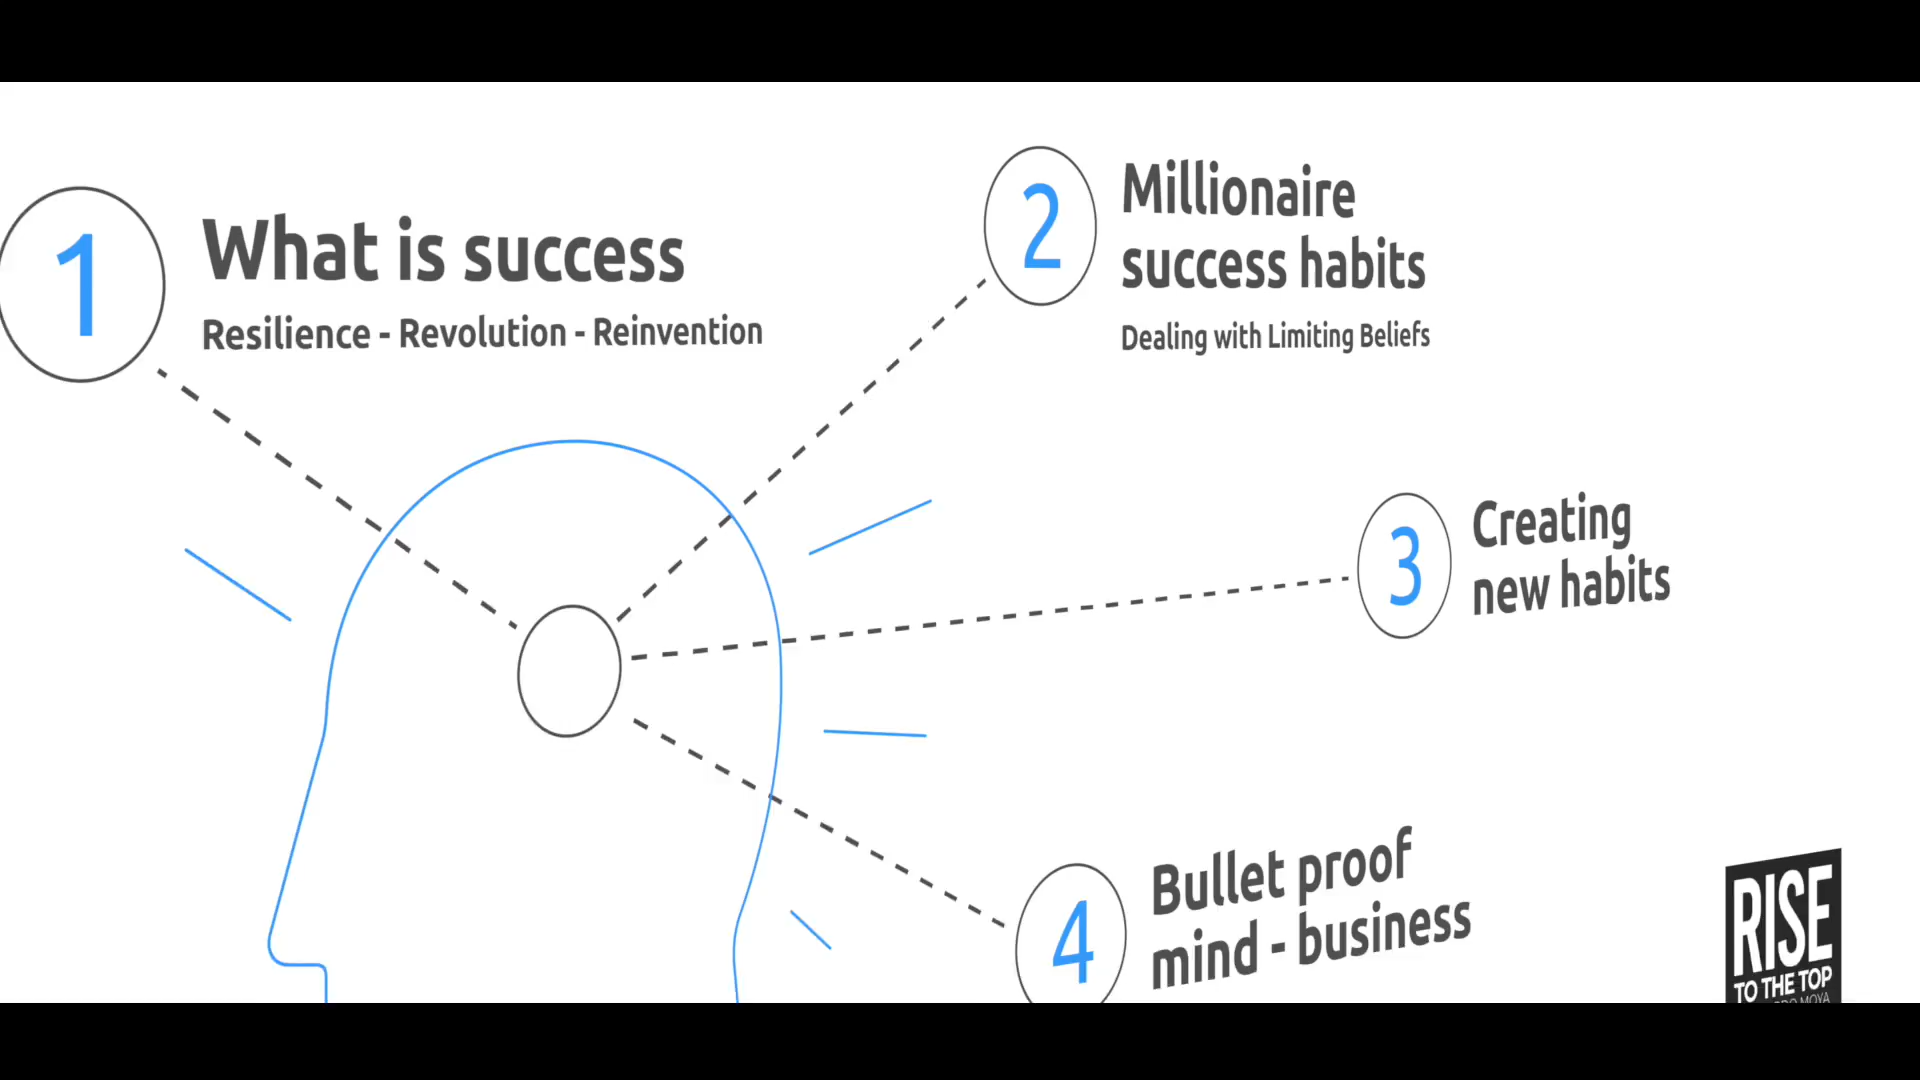 1
What is success
Resilience - Revolution - Reinvention
2
Millionaire
success habits
Dealing with Limiting Beliefs
3
Creating
new habits
4
Bullet proof
mind - business
RISE
TO THE TOP
MOYA